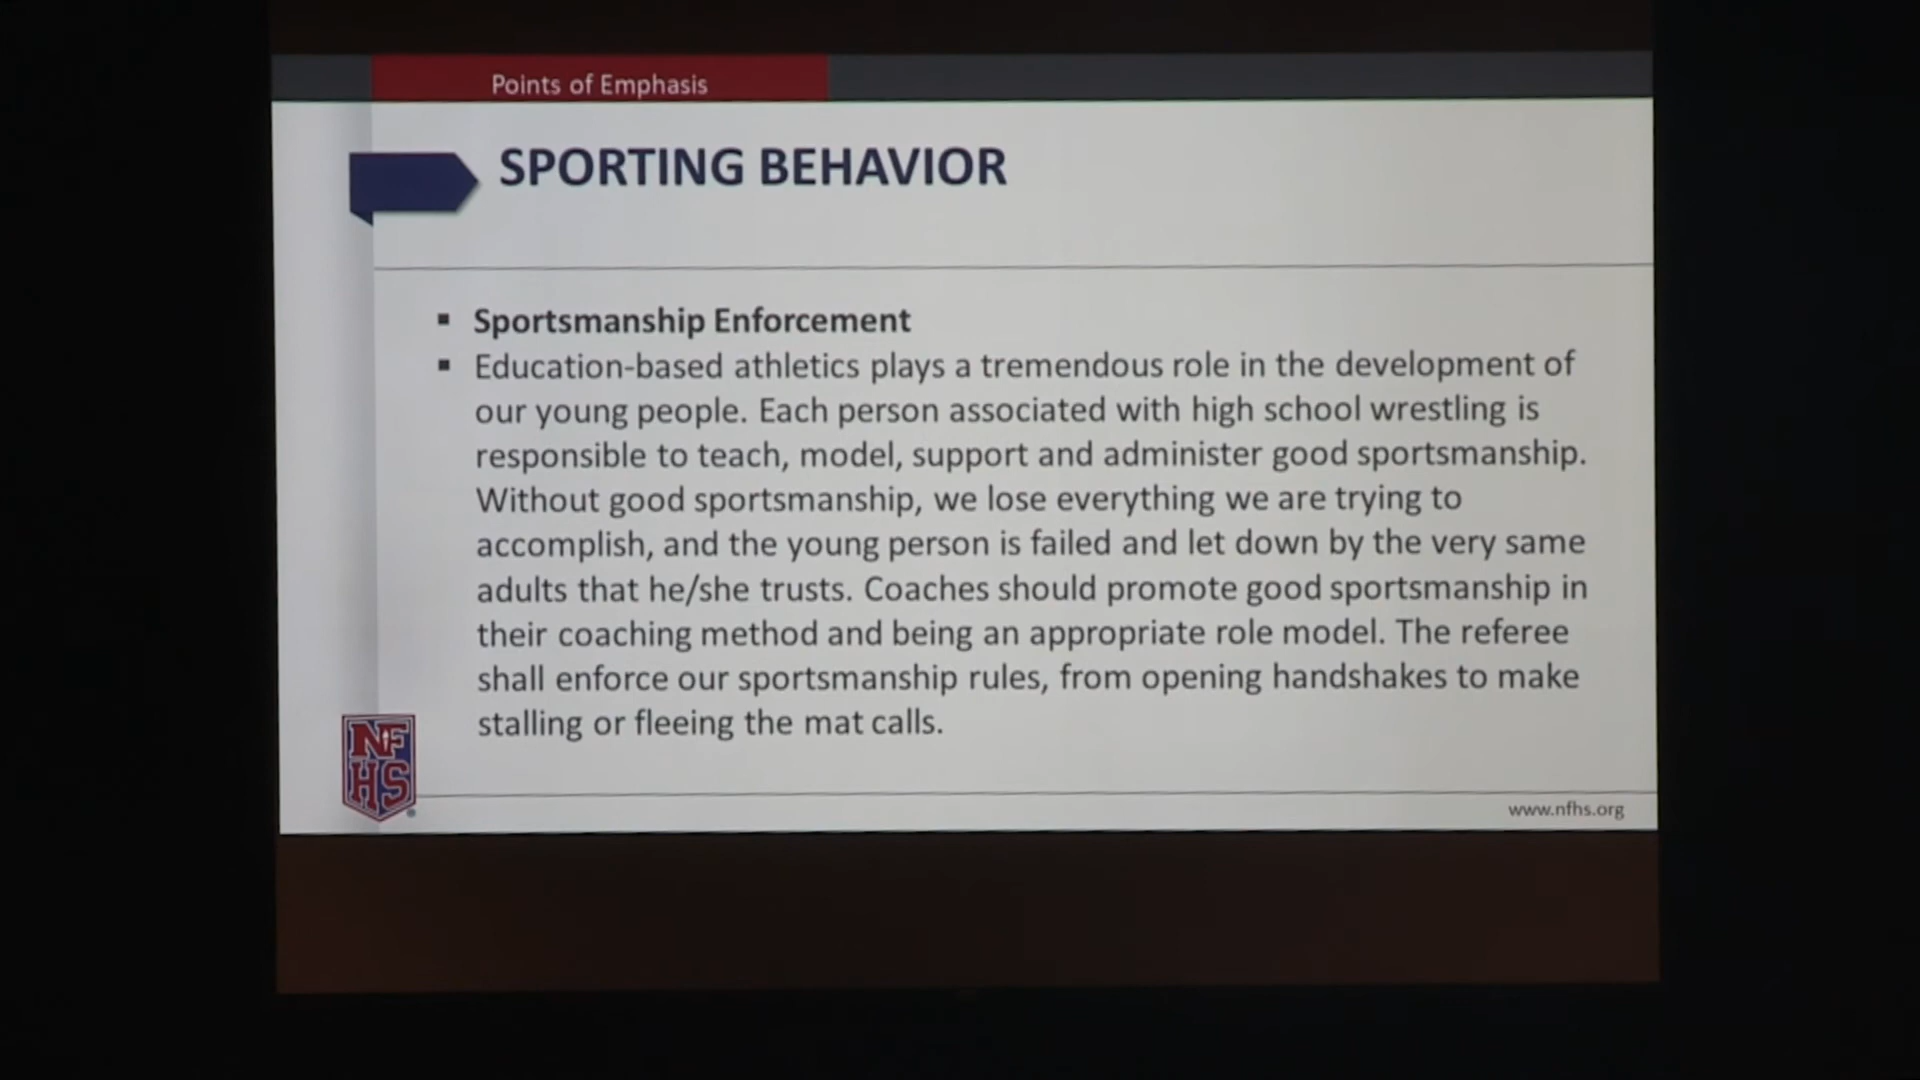 Points of Emphasis
SPORTING BEHAVIOR
▪ Sportsmanship Enforcement
▪ Education-based athletics plays a tremendous role in the development of
our young people. Each person associated with high school wrestling is
responsible to teach, model, support and administer good sportsmanship.
Without good sportsmanship, we lose everything we are trying to
accomplish, and the young person is failed and let down by the very same
adults that he/she trusts. Coaches should promote good sportsmanship in
their coaching method and being an appropriate role model. The referee
shall enforce our sportsmanship rules, from opening handshakes to make
stalling or fleeing the mat calls.
NF
HS®
www.nfhs.org